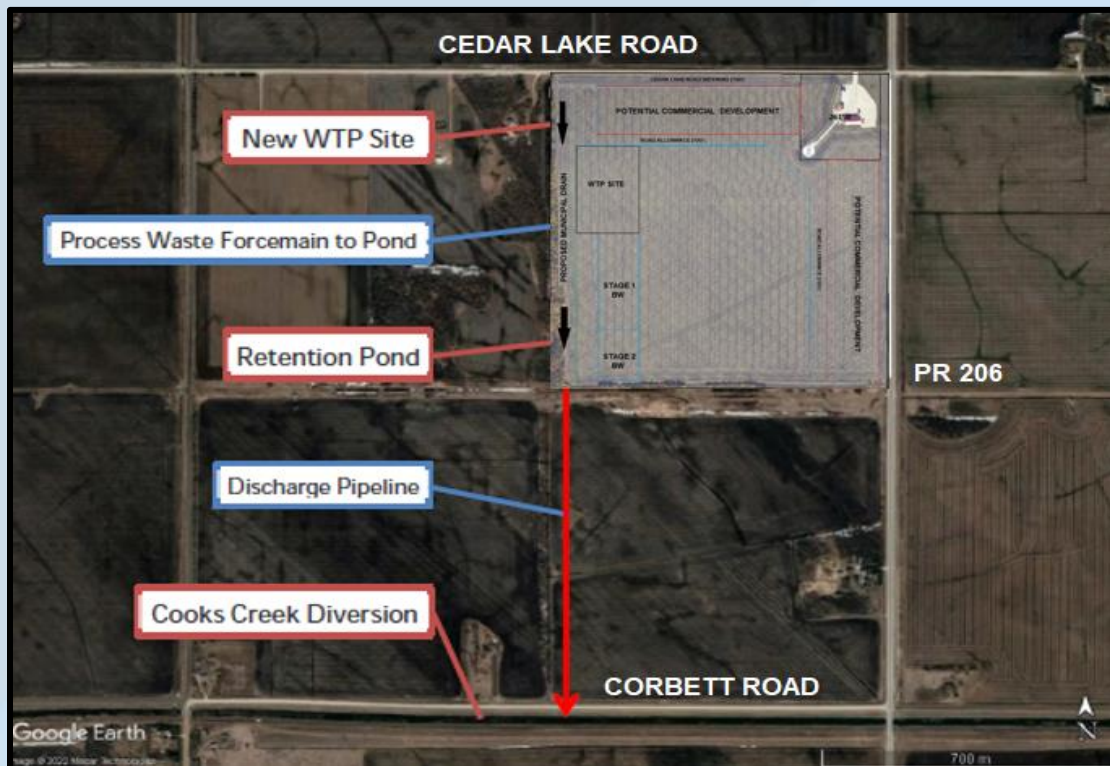 CEDAR LAKE ROAD
POTENTIAL COMMERCIAL DEVELOPMENT
New WTP Site
WTP SITE
PROPOSED MUNICIPAL DRAIN
Process Waste Forcemain to Pond
POTENTIAL COMMERCIAL DEVELOPMENT
STAGE 1
BW
Retention Pond
STAGE 2
BW
PR 206
Discharge Pipeline
Cooks Creek Diversion
CORBETT ROAD
Google Earth
N
700 m